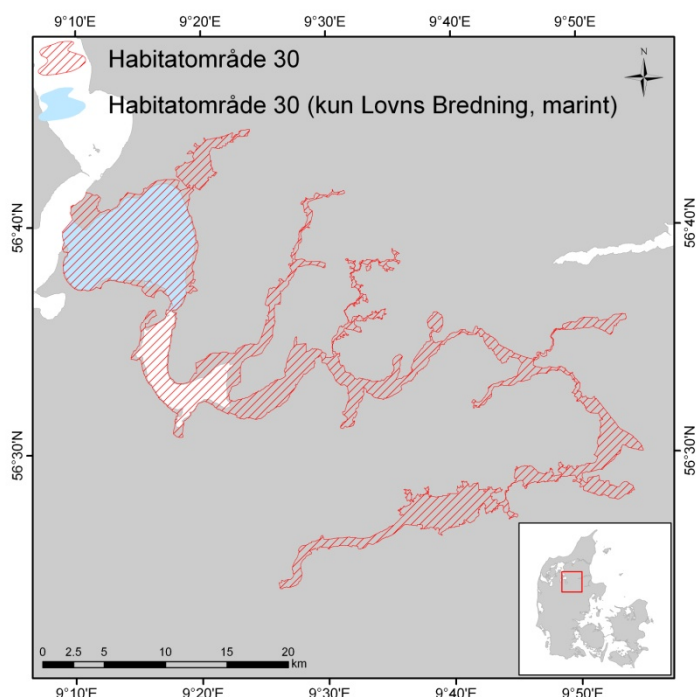 9°10'E 9°20'E 9°30'E 9°40'E 9°50'E
Habitatområde 30
N
Habitatområde 30 (kun Lovns Bredning, marint)
56°40'N 56°40'N
56°30'N 56°30'N
0 2.5 5 10 15 20
km
9°10'E 9°20'E 9°30'E 9°40'E 9°50'E